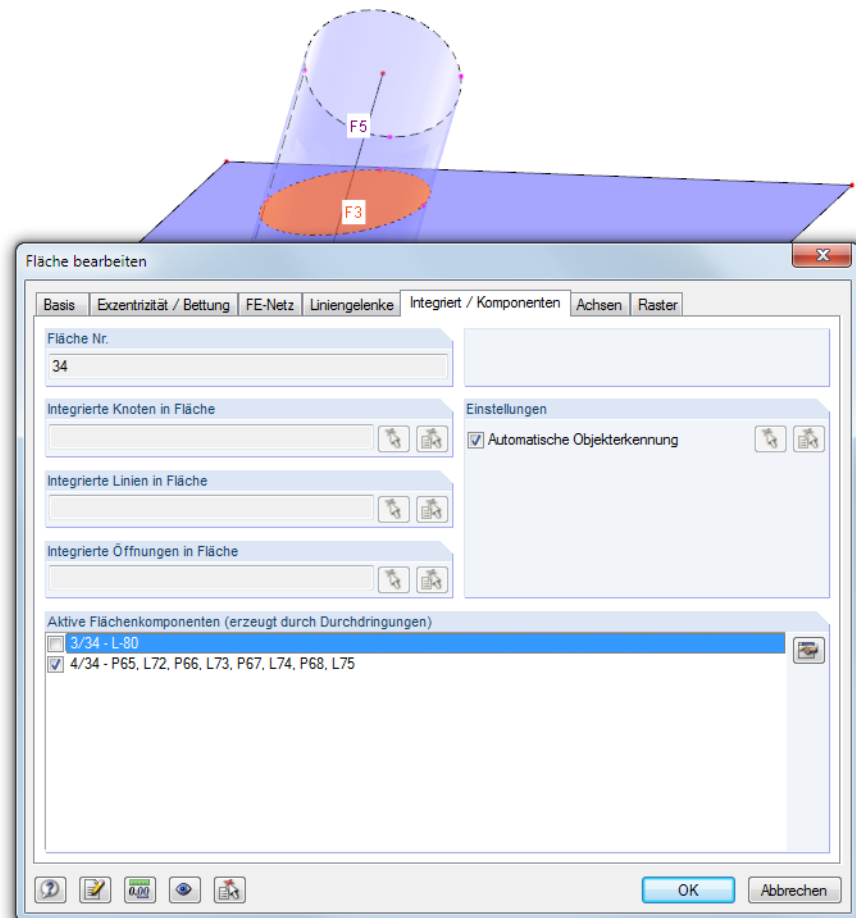 F5
F3
Fläche bearbeiten
Basis Exzentrizität / Bettung FE-Netz Liniengelenke Integriert / Komponenten Achsen Raster
Fläche Nr.
34
Integrierte Knoten in Fläche
Einstellungen
Automatische Objekterkennung
Integrierte Linien in Fläche
Integrierte Öffnungen in Fläche
Aktive Flächenkomponenten (erzeugt durch Durchdringungen)
3/34 - L-80
4/34 - P65, L72, P66, L73, P67, L74, P68, L75
0.00
OK Abbrechen